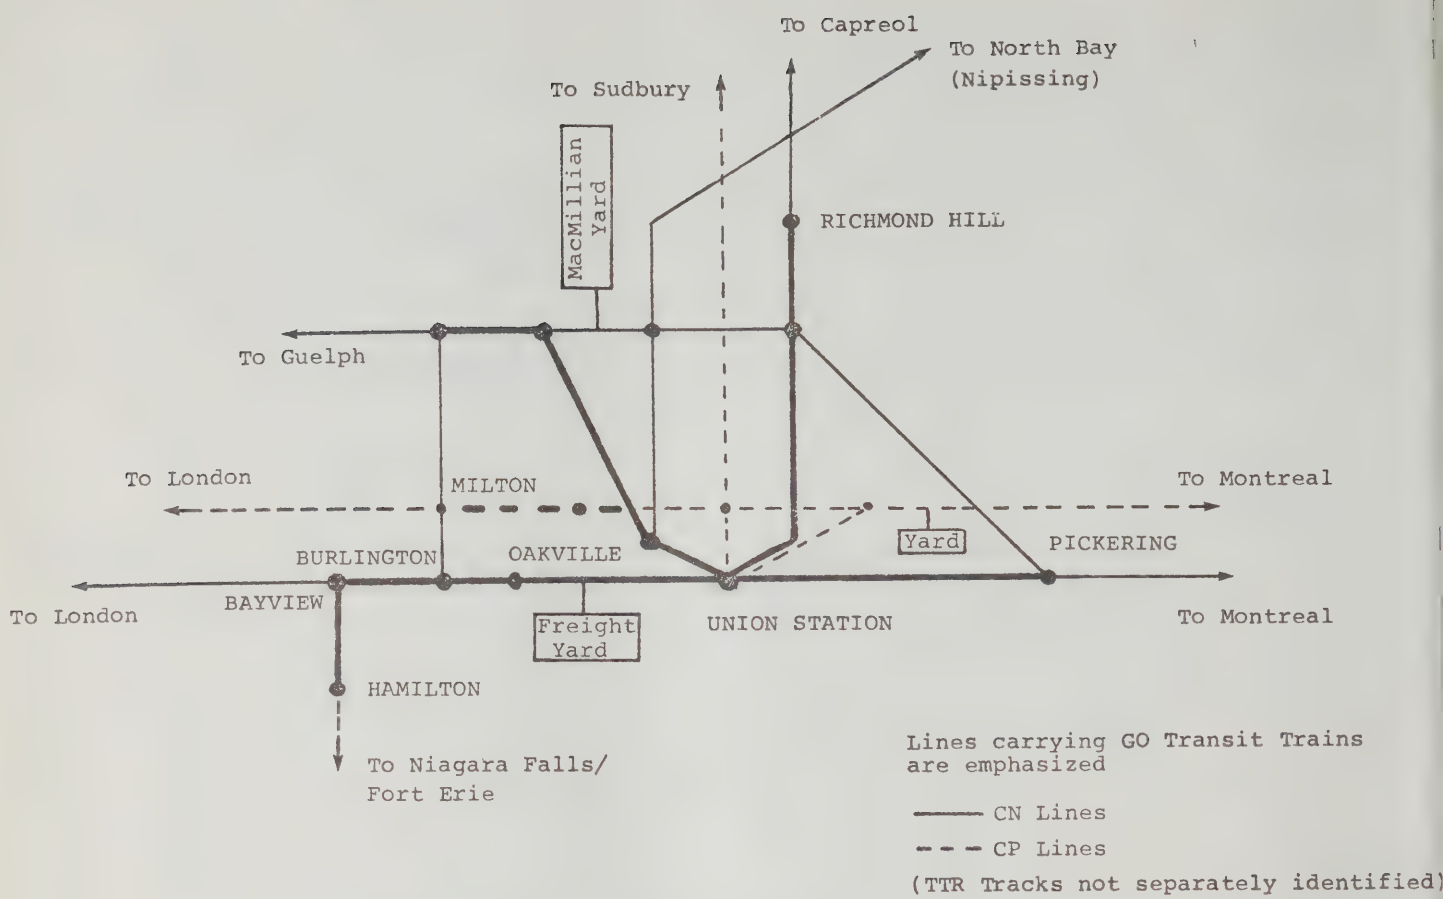 To Capreol
To North Bay
(Nipissing)
To Sudbury
MacMillian
Yard
RICHMOND HILL
To Guelph
To London
MILTON
To Montreal
Yard
PICKERING
BURLINGTON
OAKVILLE
BAYVIEW
To London
Freight
Yard
UNION STATION
To Montreal
HAMILTON
To Niagara Falls/
Fort Erie
Lines carrying GO Transit Trains
are emphasized
CN Lines
CP Lines
(TTR Tracks not separately identified)